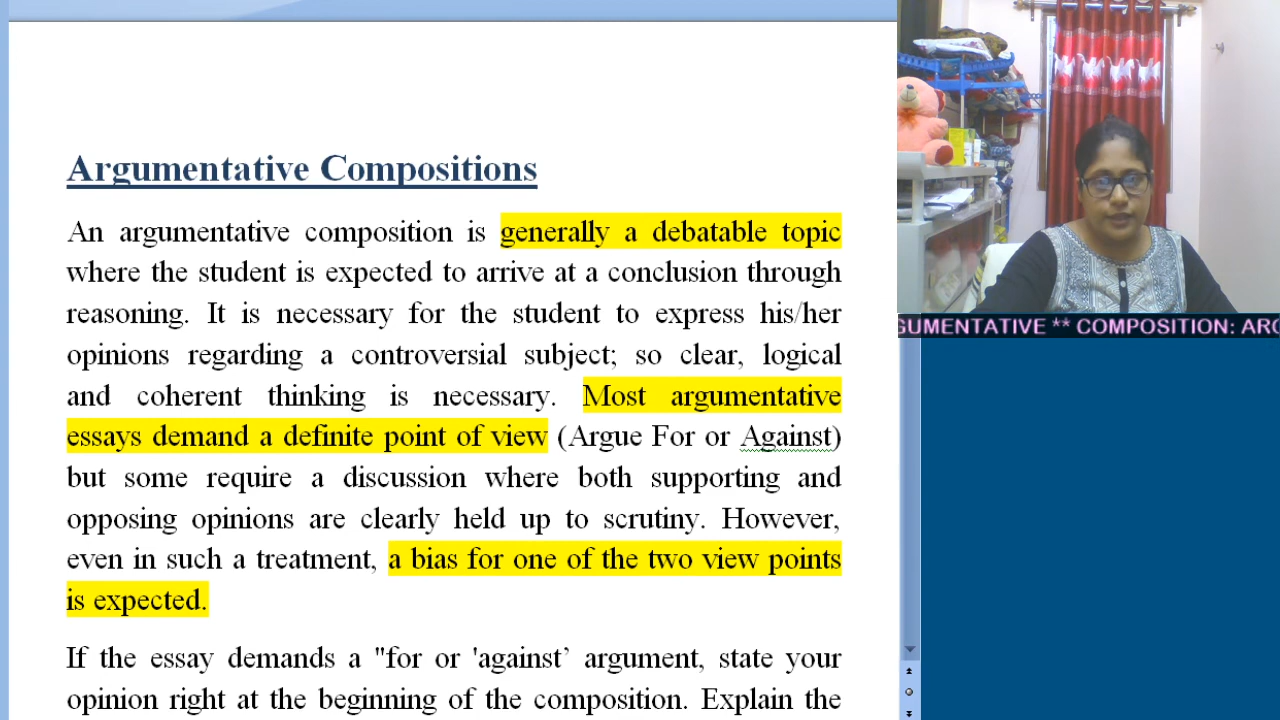 Argumentative Compositions
An argumentative composition is generally a debatable topic
where the student is expected to arrive at a conclusion through
reasoning. It is necessary for the student to express his/her
opinions regarding a controversial subject; so clear, logical
and coherent thinking is necessary. Most argumentative
essays demand a definite point of view (Argue For or Against)
but some require a discussion where both supporting and
opposing opinions are clearly held up to scrutiny. However,
even in such a treatment, a bias for one of the two view points
is expected.
If the essay demands a "for or 'against’ argument, state your
opinion right at the beginning of the composition. Explain the
GUMENTATIVE ** COMPOSITION: ARG